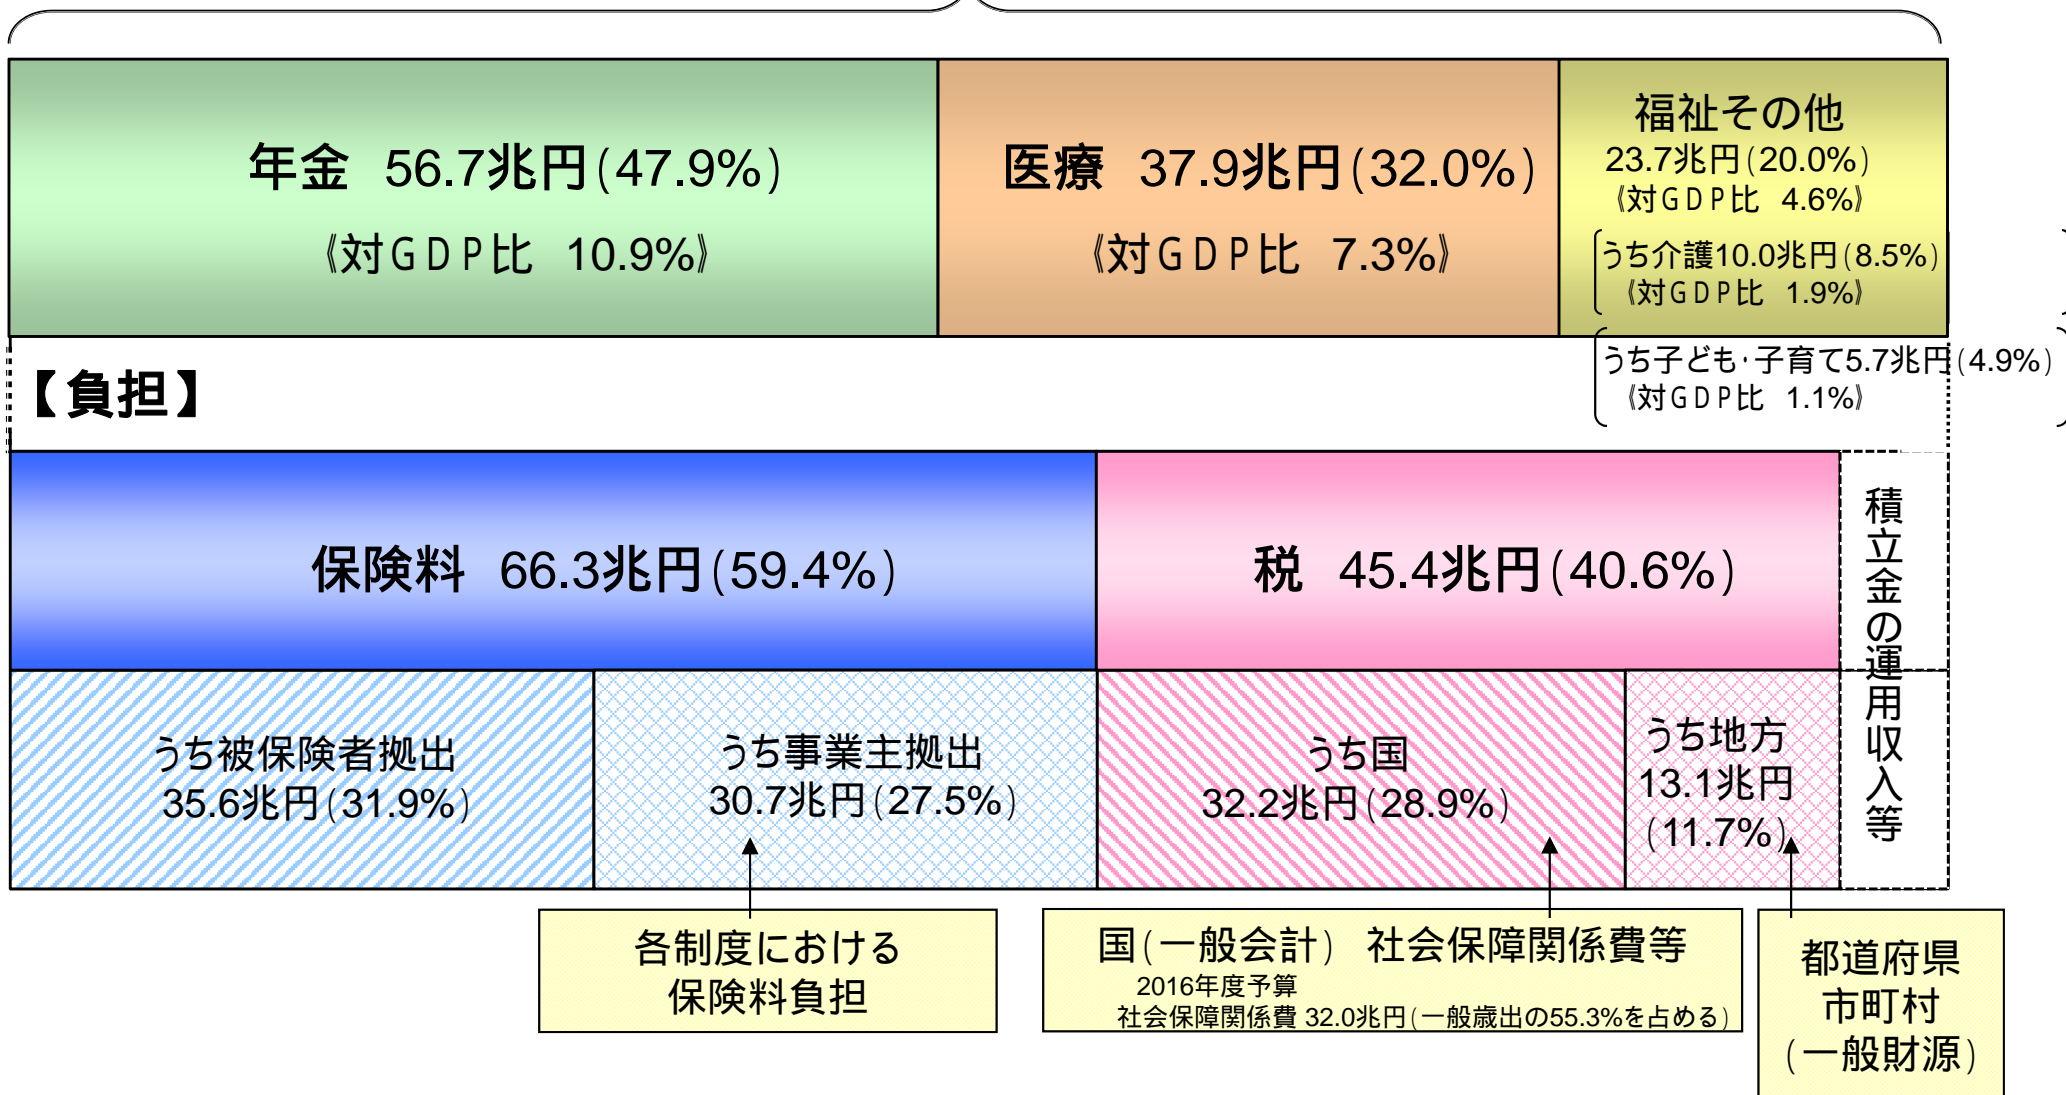 年金 56.7兆円(47.9%)
《対GDP比 10.9%》
医療 37.9兆円(32.0%)
《対GDP比 7.3%》
福祉その他
23.7兆円(20.0%)
《対GDP比 4.6%》
うち介護10.0兆円(8.5%)
《対GDP比 1.9%》
うち子ども・子育て5.7兆円(4.9%)
《対GDP比 1.1%》
【負担】
保険料 66.3兆円(59.4%)
税 45.4兆円(40.6%)
積立金の運用収入等
うち被保険者拠出
35.6兆円(31.9%)
うち事業主拠出
30.7兆円(27.5%)
うち国
32.2兆円(28.9%)
うち地方
13.1兆円
(11.7%)
各制度における
保険料負担
国(一般会計) 社会保障関係費等
2016年度予算
社会保障関係費 32.0兆円(一般歳出の55.3%を占める)
都道府県
市町村
(一般財源)